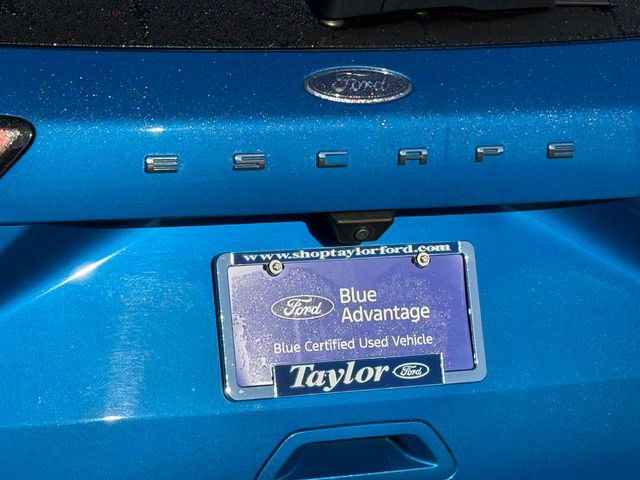 Ford
ESCAPE
www.shoptaylorford.com
Ford Blue
Advantage
Blue Certified Used Vehicle
Taylor Ford